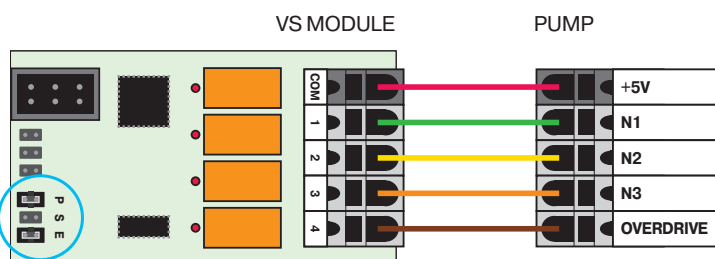 VS MODULE PUMP
COM +5V
1 N1
2 N2
3 N3
4 OVERDRIVE
P
S
E